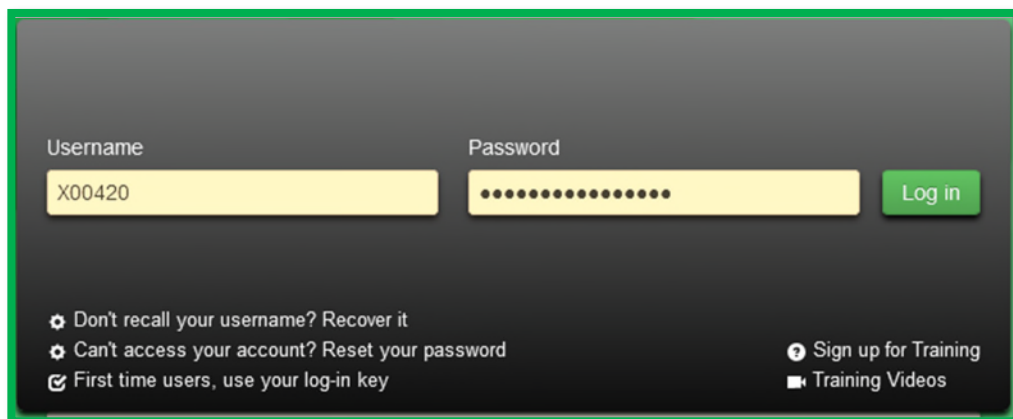 Username
Password
X00420
••••••••••••••••
Log in
Don't recall your username? Recover it
Can't access your account? Reset your password
First time users, use your log-in key
Sign up for Training
Training Videos